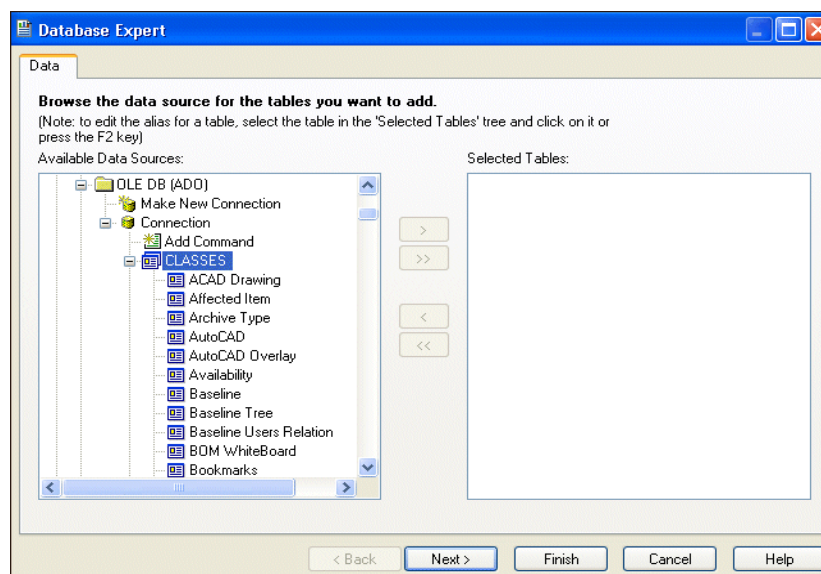 Database Expert
Data
Browse the data source for the tables you want to add.
(Note: to edit the alias for a table, select the table in the 'Selected Tables' tree and click on it or
press the F2 key)
Available Data Sources:
Selected Tables:
OLE DB (ADO)
Make New Connection
Connection
Add Command
CLASSES
ACAD Drawing
Affected Item
Archive Type
AutoCAD
AutoCAD Overlay
Availability
Baseline
Baseline Tree
Baseline Users Relation
BOM WhiteBoard
Bookmarks
>
>>
<
<<
< Back
Next >
Finish
Cancel
Help